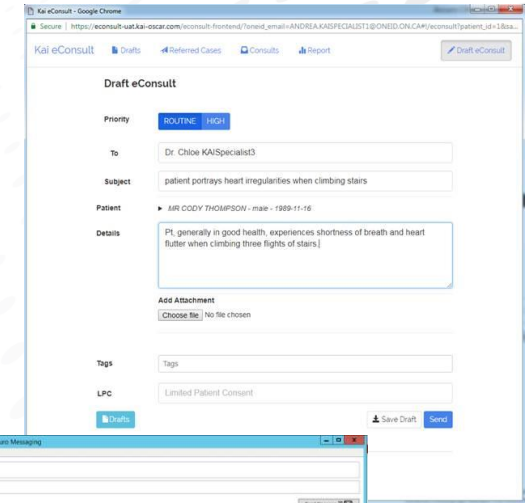 Kai eConsult - Google Chrome
Secure | https://econsult-uat.kai-oscar.com/econsult-frontend/?oneid_email=ANDREA.KAISPECIALIST1@ONEID.ON.CA#!/econsult?patient_id=1&sa...
Kai eConsult Drafts Referred Cases Consults Report Draft eConsult
Draft eConsult
Priority ROUTINE HIGH
To Dr. Chloe KAISpecialist3
Subject patient portrays heart irregularities when climbing stairs
Patient MR CODY THOMPSON - male - 1989-11-16
Details Pt, generally in good health, experiences shortness of breath and heart
flutter when climbing three flights of stairs.
Add Attachment
Choose file No file chosen
Tags Tags
LPC Limited Patient Consent
Drafts Save Draft Send
Messaging